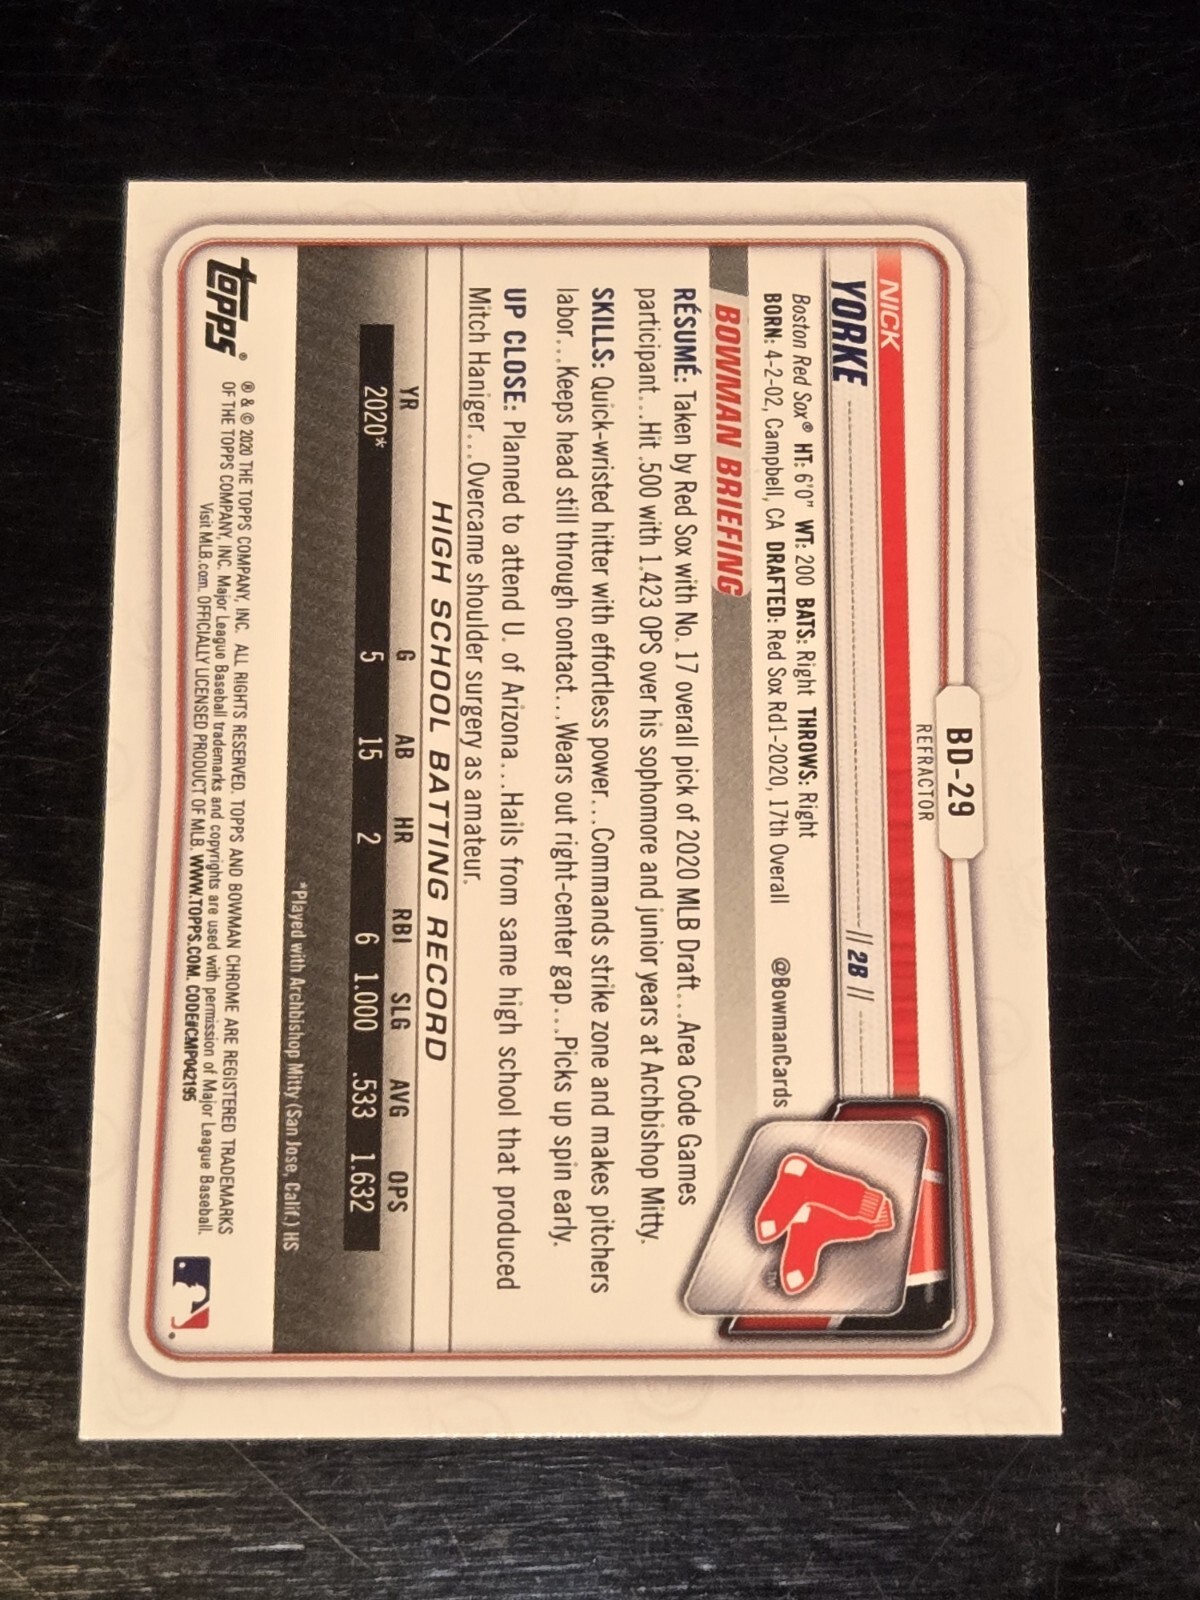 BD-29
REFRACTOR
NICK
YORKE // 2B //
Boston Red Sox® HT: 6'0" WT: 200 BATS: Right THROWS: Right
BORN: 4-2-02, Campbell, CA DRAFTED: Red Sox Rd1-2020, 17th Overall @BowmanCards
BOWMAN BRIEFING
RÉSUMÉ: Taken by Red Sox with No. 17 overall pick of 2020 MLB Draft...Area Code Games
participant...Hit .500 with 1.423 OPS over his sophomore and junior years at Archbishop Mitty.
SKILLS: Quick-wristed hitter with effortless power...Commands strike zone and makes pitchers
labor...Keeps head still through contact...Wears out right-center gap...Picks up spin early.
UP CLOSE: Planned to attend U. of Arizona...Hails from same high school that produced
Mitch Haniger...Overcame shoulder surgery as amateur.
HIGH SCHOOL BATTING RECORD
YR G AB HR RBI SLG AVG OPS
2020* 5 15 2 6 1.000 .533 1.632
*Played with Archbishop Mitty (San Jose, Calif.) HS
topps®
® & © 2020 THE TOPPS COMPANY, INC. ALL RIGHTS RESERVED. TOPPS AND BOWMAN CHROME ARE REGISTERED TRADEMARKS
OF THE TOPPS COMPANY, INC. Major League Baseball trademarks and copyrights are used with permission of Major League Baseball.
Visit MLB.com. OFFICIALLY LICENSED PRODUCT OF MLB. WWW.TOPPS.COM. CODE#CMP042195